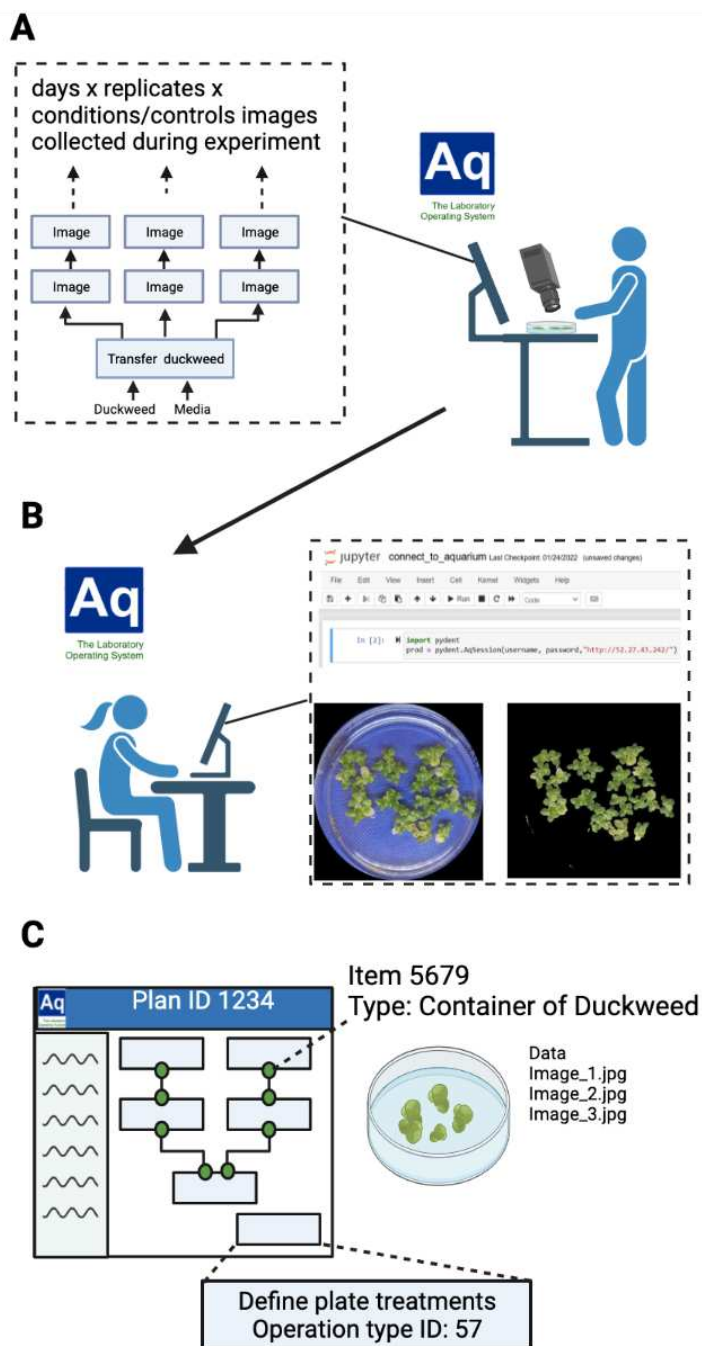 A
days x replicates x
conditions/controls images
collected during experiment
Image
Image
Image
Image
Image
Image
Transfer duckweed
Duckweed
Media
Aq
The Laboratory
Operating System
B
Aq
The Laboratory
Operating System
jupyter connect_to_aquarium Last Checkpoint: 01/24/2022 (unsaved changes)
File Edit View Insert Cell Kernel Widgets Help
Run Code
In [2]: import pydent
prod = pydent.AqSession(username, password,"http://52.27.43.242/")
C
Aq
Plan ID 1234
Item 5679
Type: Container of Duckweed
Data
Image_1.jpg
Image_2.jpg
Image_3.jpg
Define plate treatments
Operation type ID: 57